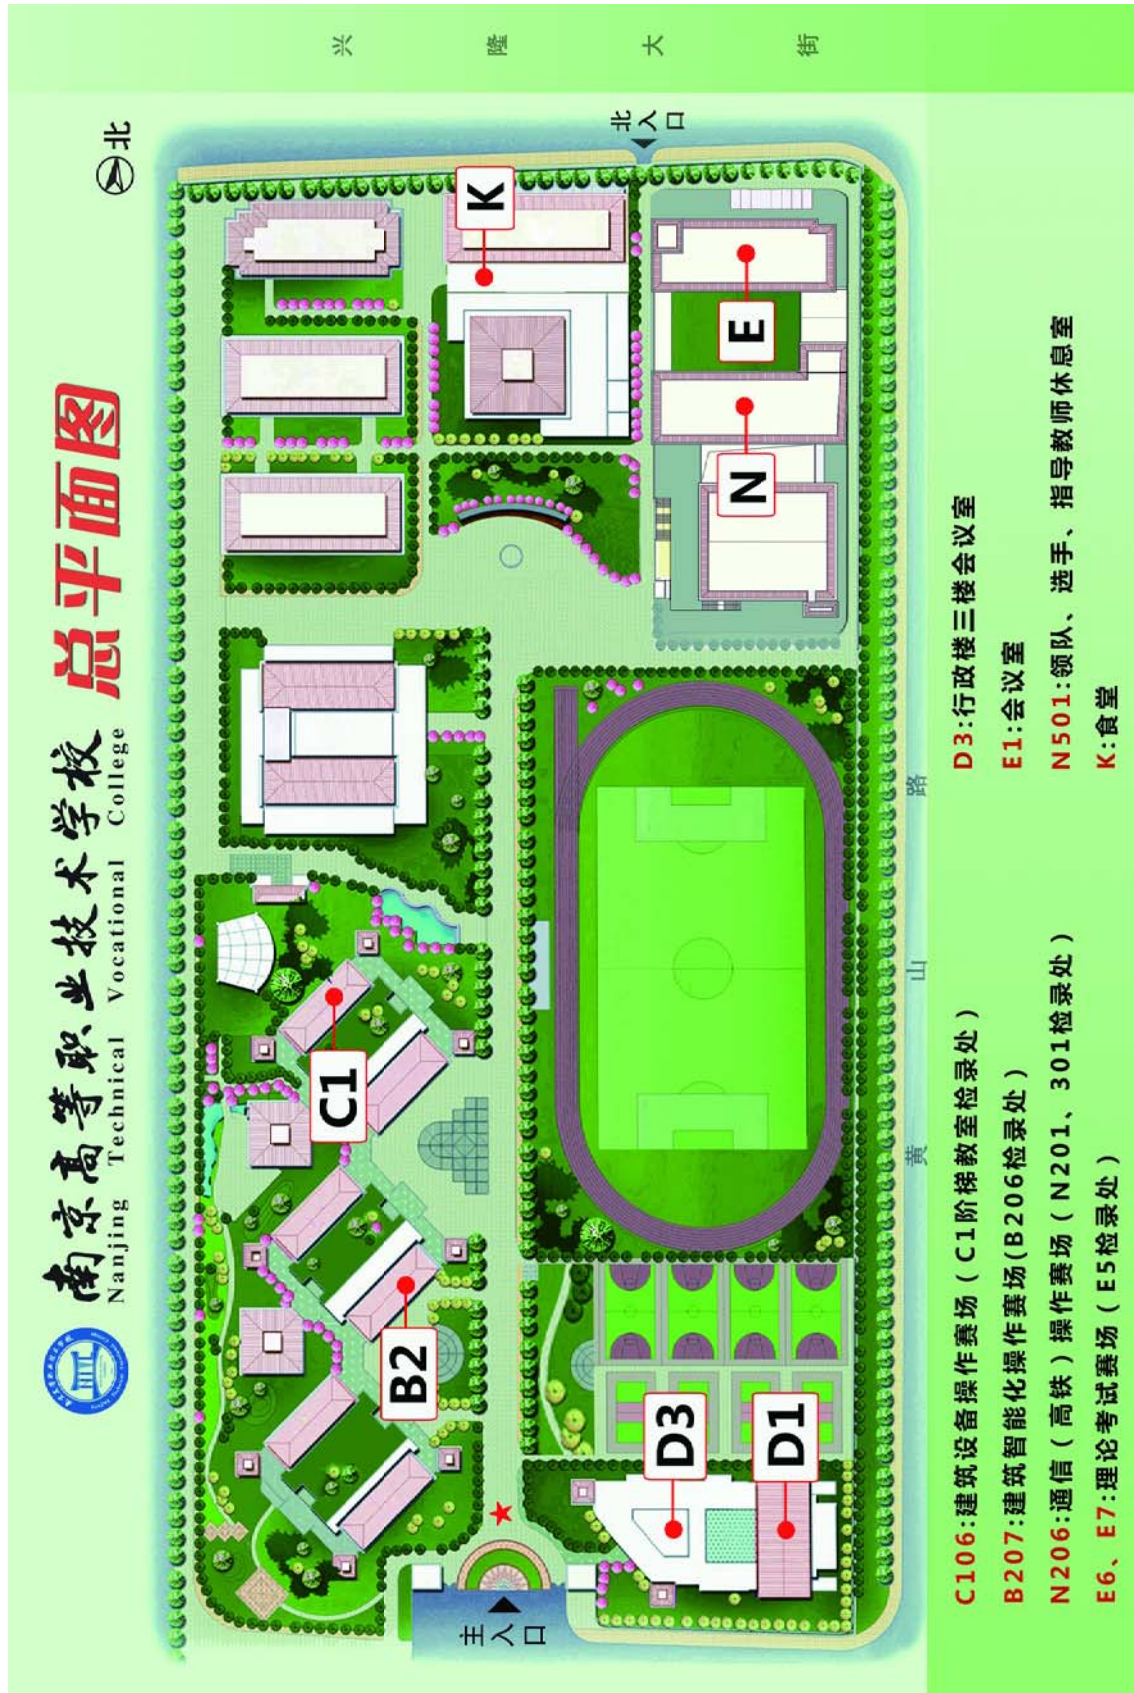 南京高等职业技术学校 总平面图
Nanjing Technical Vocational College
北
兴隆大街
北入口
K
E
N
C1
B2
D3
D1
主入口
黄山路
C106:建筑设备操作赛场(C1阶梯教室检录处)
B207:建筑智能化操作赛场(B206检录处)
N206:通信(高铁)操作赛场(N201、301检录处)
E6、E7:理论考试赛场(E5检录处)
D3:行政楼三楼会议室
E1:会议室
N501:领队、选手、指导教师休息室
K:食堂